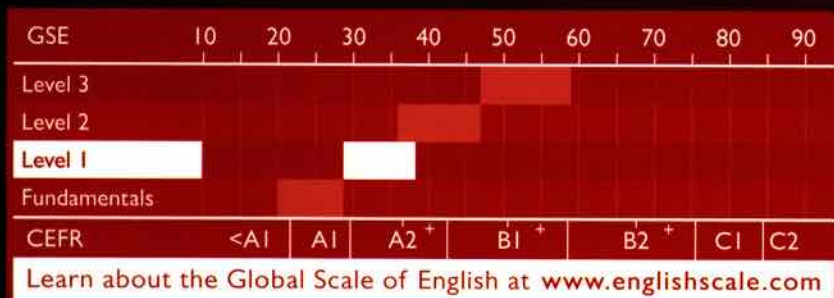 GSE 10 20 30 40 50 60 70 80 90
Level 3
Level 2
Level 1
Fundamentals
CEFR <A1 A1 A2 + B1 + B2 + C1 C2
Learn about the Global Scale of English at www.englishscale.com